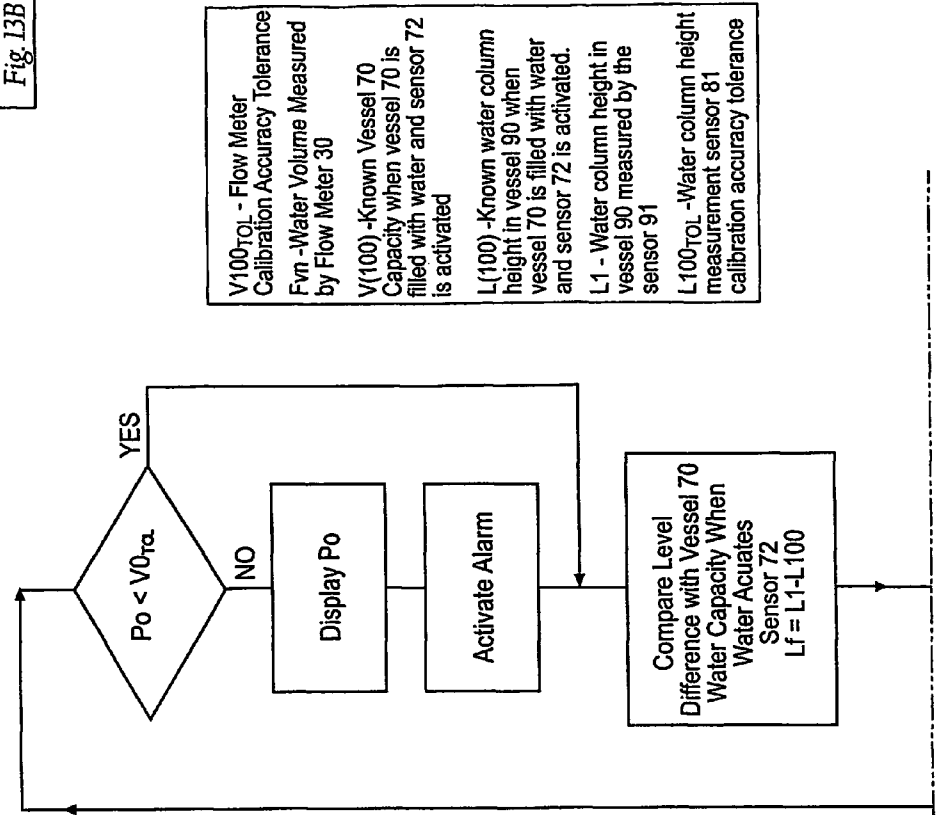 Fig. 13B
Po < V0TOL
YES
NO
Display Po
Activate Alarm
Compare Level
Difference with Vessel 70
Water Capacity When
Water Acuates
Sensor 72
Lf = L1-L100
V100TOL - Flow Meter
Calibration Accuracy Tolerance
Fvn -Water Volume Measured
by Flow Meter 30
V(100) -Known Vessel 70
Capacity when vessel 70 is
filled with water and sensor 72
is activated
L(100) -Known water column
height in vessel 90 when
vessel 70 is filled with water
and sensor 72 is activated.
L1 - Water column height in
vessel 90 measured by the
sensor 91
L100TOL -Water column height
measurement sensor 81
calibration accuracy tolerance